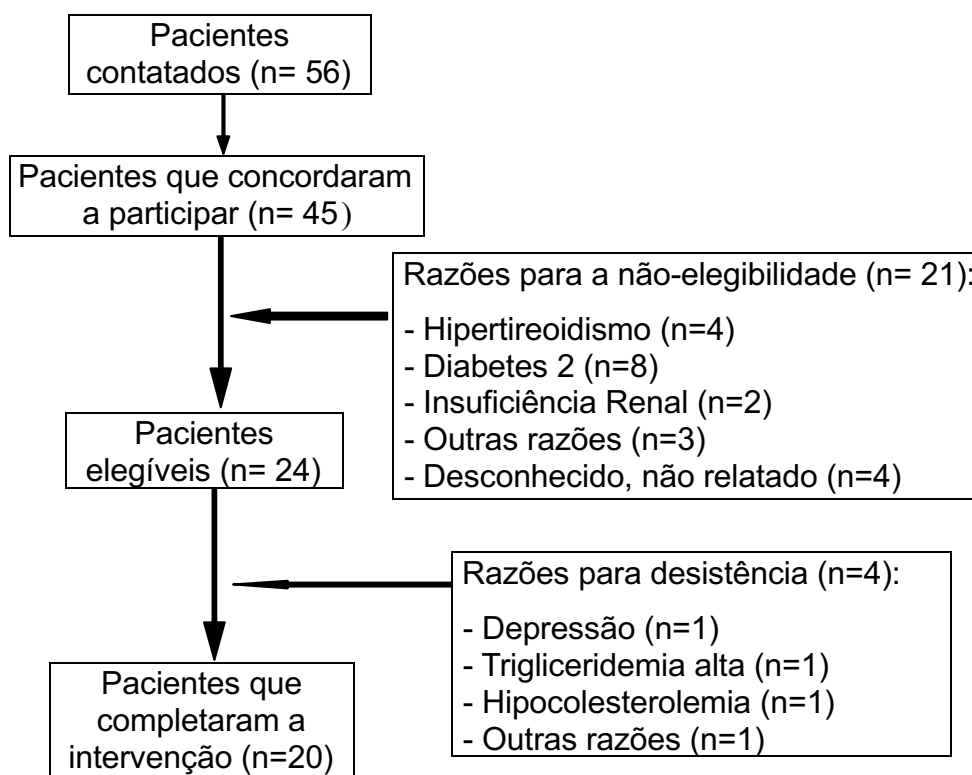 Pacientes
contatados (n= 56)
Pacientes que concordaram
a participar (n= 45)
Razões para a não-elegibilidade (n= 21):
- Hipertireoidismo (n=4)
- Diabetes 2 (n=8)
- Insuficiência Renal (n=2)
- Outras razões (n=3)
- Desconhecido, não relatado (n=4)
Pacientes
elegíveis (n= 24)
Razões para desistência (n=4):
- Depressão (n=1)
- Trigliceridemia alta (n=1)
- Hipocolesterolemia (n=1)
- Outras razões (n=1)
Pacientes que
completaram a
intervenção (n=20)